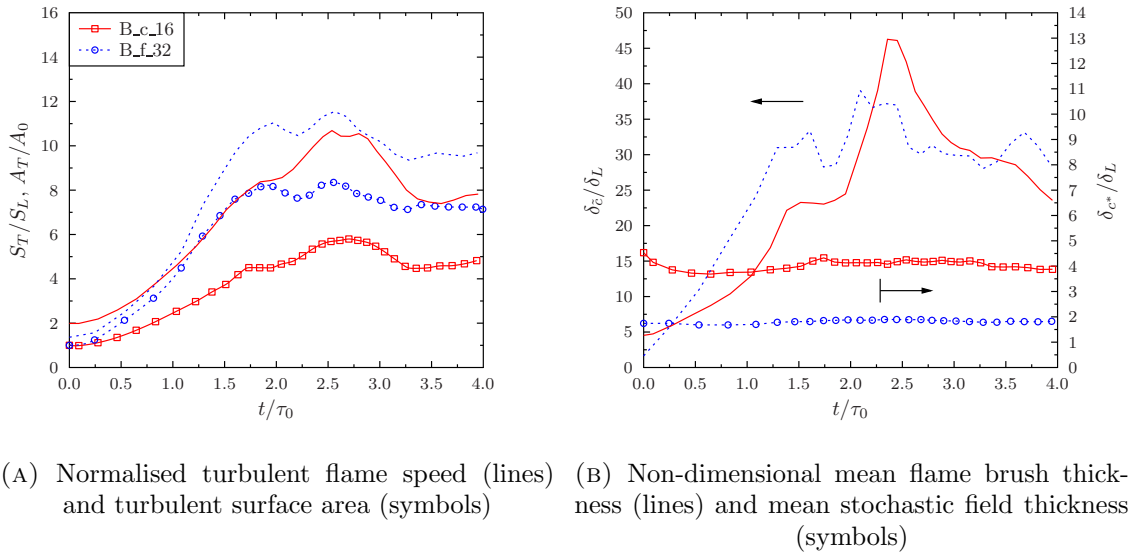 16
14
12
10
8
6
4
2
0
S_T/S_L, A_T/A_0
B_c_16
B_f_32
0.0 0.5 1.0 1.5 2.0 2.5 3.0 3.5 4.0
t/τ_0
50
45
40
35
30
25
20
15
10
5
0
δ_c̄/δ_L
14
13
12
11
10
9
8
7
6
5
4
3
2
1
0
δ_c*/δ_L
0.0 0.5 1.0 1.5 2.0 2.5 3.0 3.5 4.0
t/τ_0
(A) Normalised turbulent flame speed (lines)
and turbulent surface area (symbols)
(B) Non-dimensional mean flame brush thick-
ness (lines) and mean stochastic field thickness
(symbols)